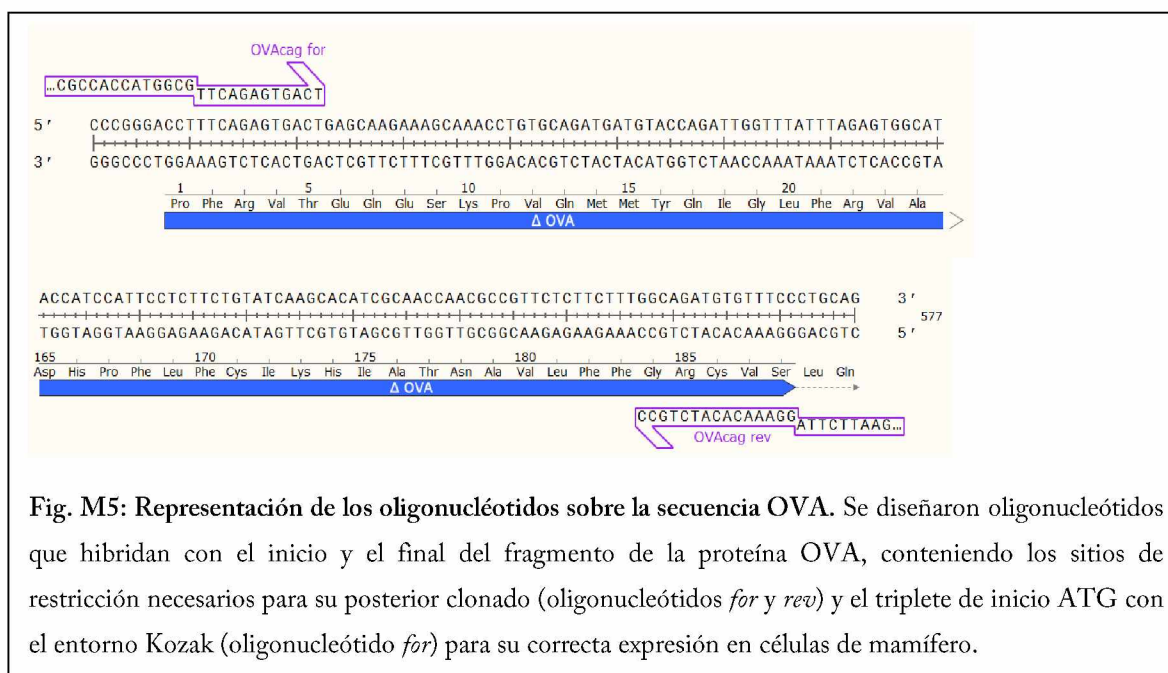 OVAcag for
...CGCCACCATGGCG TTCAGAGTGACT
5' CCCGGGACCTTTCAGAGTGACTGAGCAAGAAAGCAAACCTGTGCAGATGATGTACCAGATTGGTTTATTTAGAGTGGCAT
3' GGGCCCTGGAAAGTCTCACTGACTCGTTCTTTCGTTTGGACACGTCTACTACATGGTCTAACCAAATAAATCTCACCGTA
1 5 10 15 20
Pro Phe Arg Val Thr Glu Gln Glu Ser Lys Pro Val Gln Met Met Tyr Gln Ile Gly Leu Phe Arg Val Ala
Δ OVA
ACCATCCATTCCTCTTCTGTATCAAGCACATCGCAACCAACGCCGTTCTCTTCTTTGGCAGATGTGTTTCCCTGCAG 3'
577
TGGTAGGTAAGGAGAAGACATAGTTCGTGTAGCGTTGGTTGCGGCAAGAGAAGAAACCGTCTACACAAAGGGACGTC 5'
165 170 175 180 185
Asp His Pro Phe Leu Phe Cys Ile Lys His Ile Ala Thr Asn Ala Val Leu Phe Phe Gly Arg Cys Val Ser Leu Gln
Δ OVA
CCGTCTACACAAAGG ATTCTTAAG...
OVAcag rev
Fig. M5: Representación de los oligonucléotidos sobre la secuencia OVA. Se diseñaron oligonucleótidos
que hibridan con el inicio y el final del fragmento de la proteína OVA, conteniendo los sitios de
restricción necesarios para su posterior clonado (oligonucleótidos for y rev) y el triplete de inicio ATG con
el entorno Kozak (oligonucleótido for) para su correcta expresión en células de mamífero.